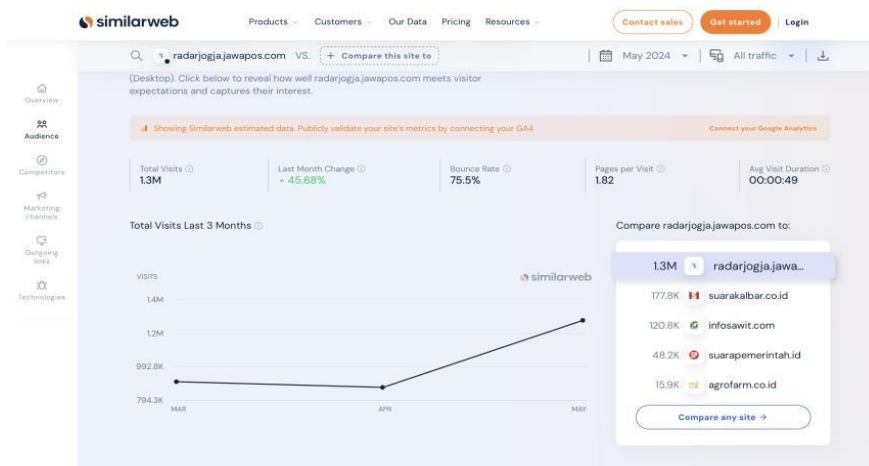 similarweb
Products Customers Our Data Pricing Resources
Contact sales Get started Login
radarjogja.jawapos.com VS. + Compare this site to May 2024 All traffic
(Desktop). Click below to reveal how well radarjogja.jawapos.com meets visitor
expectations and captures their interest.
Overview
Audience
Competitors
Marketing
channels
Outgoing
links
Technologies
Showing Similarweb estimated data. Publicly validate your site's metrics by connecting your GA4 Connect your Google Analytics
Total Visits Last Month Change Bounce Rate Pages per Visit Avg Visit Duration
1.3M 45.68% 75.5% 1.82 00:00:49
Total Visits Last 3 Months
VISITS
similarweb
1.4M
1.2M
992.8K
794.3K
MAR APR MAY
Compare radarjogja.jawapos.com to:
1.3M radarjogja.jawa...
177.8K suarakalbar.co.id
120.8K infosawit.com
48.2K suarapemerintah.id
15.9K agrofarm.co.id
Compare any site →